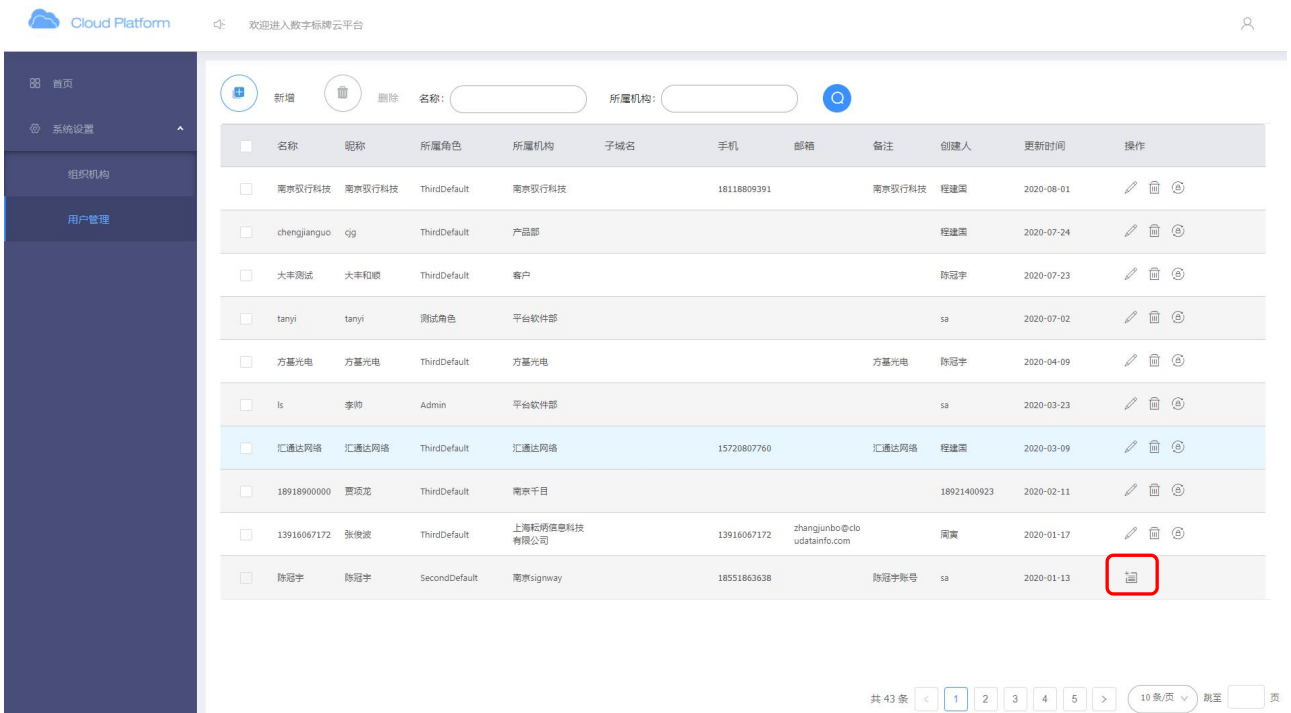 Cloud Platform
欢迎进入数字标牌云平台
首页
系统设置
组织机构
用户管理
新增 删除 名称： 所属机构：
名称 昵称 所属角色 所属机构 子域名 手机 邮箱 备注 创建人 更新时间 操作
南京驭行科技 南京驭行科技 ThirdDefault 南京驭行科技 18118809391 南京驭行科技 程建国 2020-08-01
chengjianguo cjg ThirdDefault 产品部 程建国 2020-07-24
大丰测试 大丰和顺 ThirdDefault 客户 陈冠宇 2020-07-23
tanyi tanyi 测试角色 平台软件部 sa 2020-07-02
方基光电 方基光电 ThirdDefault 方基光电 方基光电 陈冠宇 2020-04-09
ls 李帅 Admin 平台软件部 sa 2020-03-23
汇通达网络 汇通达网络 ThirdDefault 汇通达网络 15720807760 汇通达网络 程建国 2020-03-09
18918900000 贾项龙 ThirdDefault 南京千目 18921400923 2020-02-11
13916067172 张俊波 ThirdDefault 上海耘炳信息科技 13916067172 zhangjunbo@clo 周寅 2020-01-17
有限公司 udatainfo.com
陈冠宇 陈冠宇 SecondDefault 南京signway 18551863638 陈冠宇账号 sa 2020-01-13
共 43 条 < 1 2 3 4 5 > 10 条/页 跳至 页